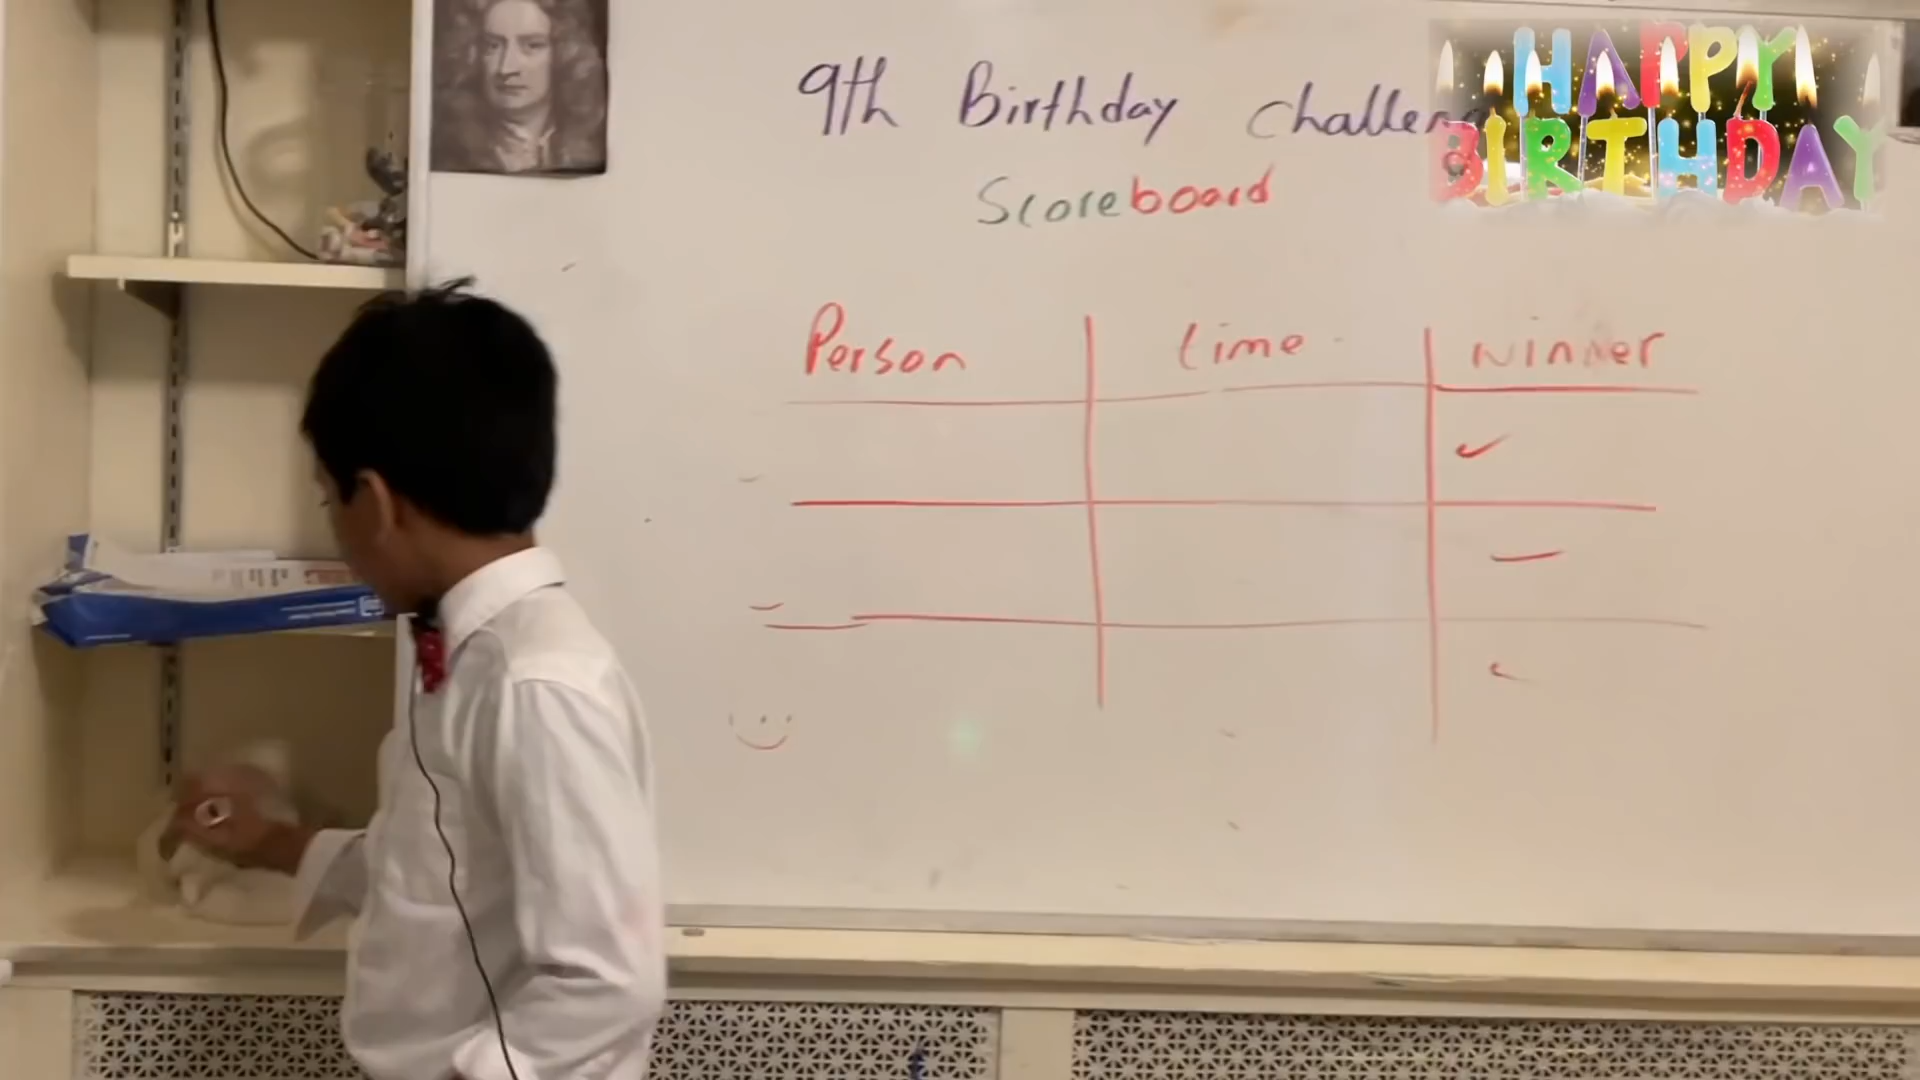 9th Birthday Challen
Scoreboard
HAPPY
BIRTHDAY
Person time winner